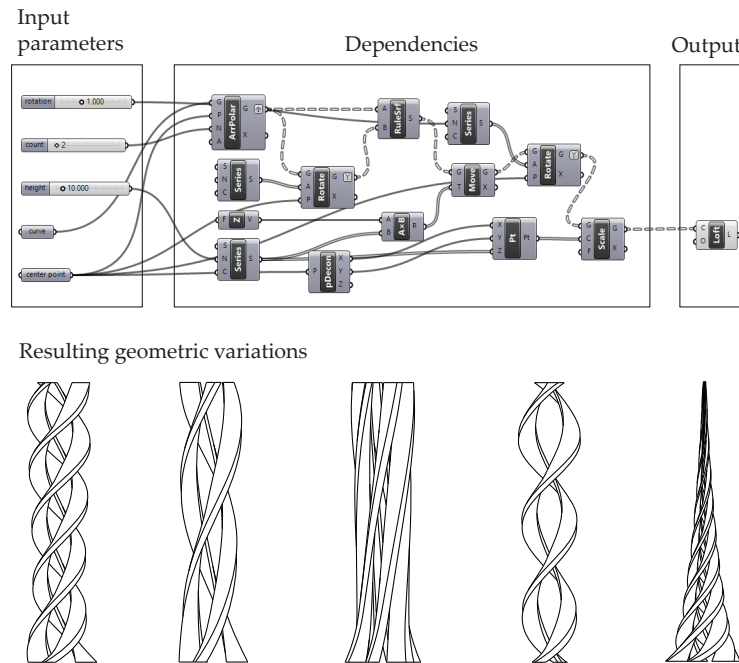 Input
parameters
Dependencies
Output
rotation 1.000
count 2
height 10.000
curve
center point
G P N A ArrPolar G X
S N C Series S
G A P Rotate G X
F Z V
S N C Series S
P pDecon X Y Z
A B RuleSrf S
A B A×B R
S N C Series S
G T Move G X
X Y Z Pt Pt
G A P Rotate G X
G C F Scale G X
C O Loft L
Resulting geometric variations